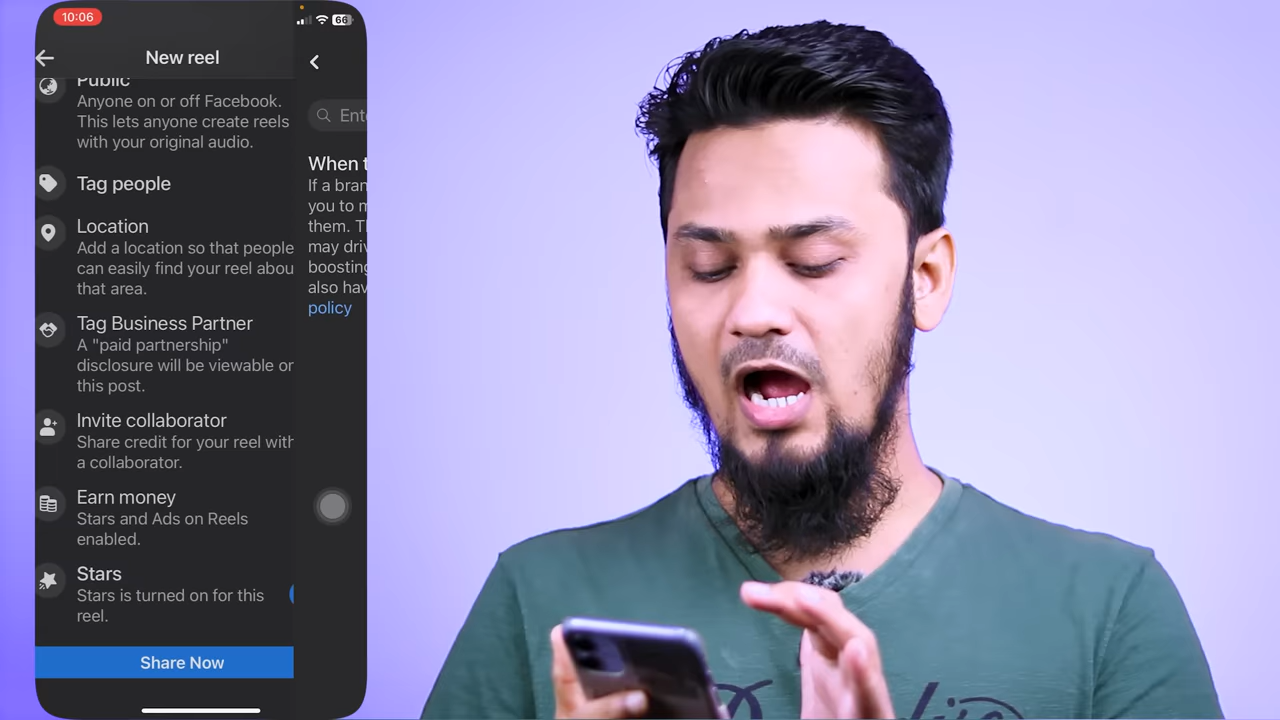 10:06
66
New reel
Public
Anyone on or off Facebook.
This lets anyone create reels
with your original audio.
Tag people
Location
Add a location so that people
can easily find your reel abou
that area.
Tag Business Partner
A "paid partnership"
disclosure will be viewable or
this post.
Invite collaborator
Share credit for your reel with
a collaborator.
Earn money
Stars and Ads on Reels
enabled.
Stars
Stars is turned on for this
reel.
Share Now
Ente
When t
If a bran
you to m
them. Tl
may driv
boosting
also hav
policy